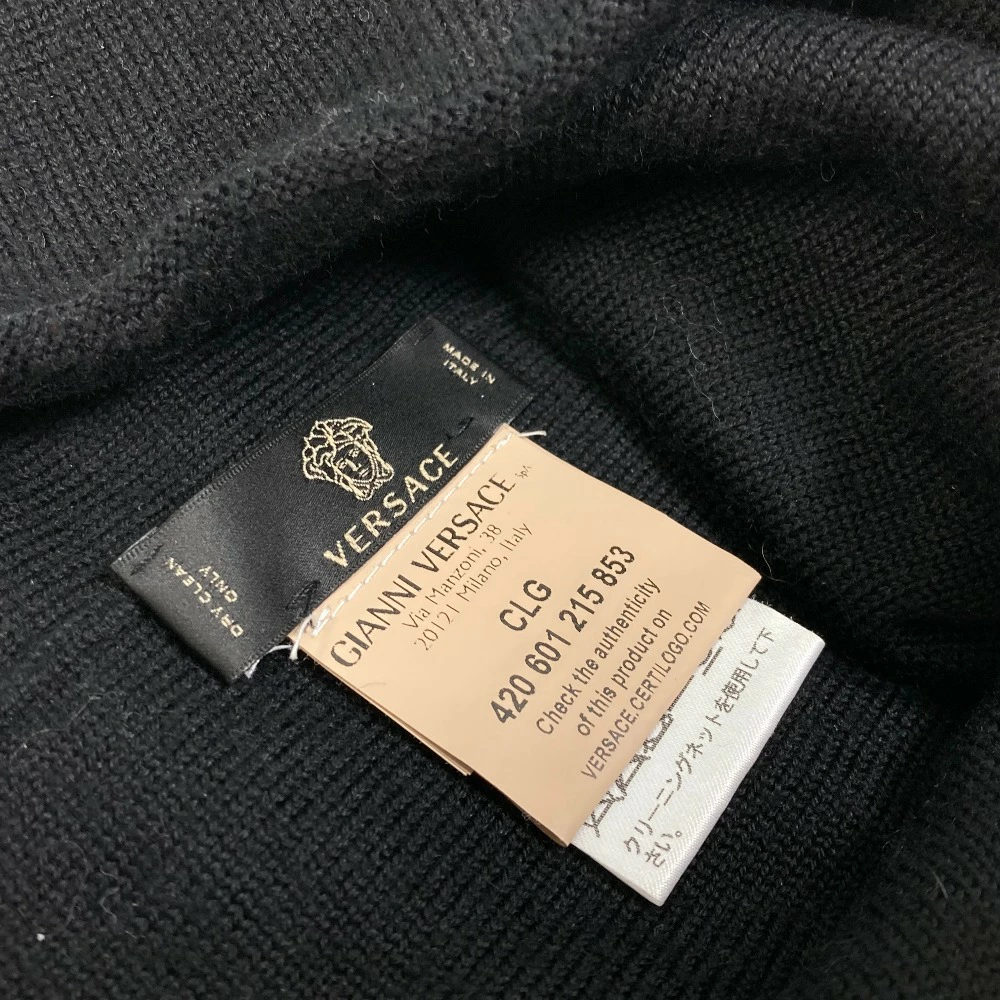 MADE IN
ITALY
VERSACE
DRY CLEAN
ONLY
GIANNI VERSACE SpA
Via Manzoni, 38
20121 Milano, Italy
CLG
420 601 215 853
Check the authenticity
of this product on
VERSACE.CERTILOGO.COM
クリーニングネットを使用して下
さい。